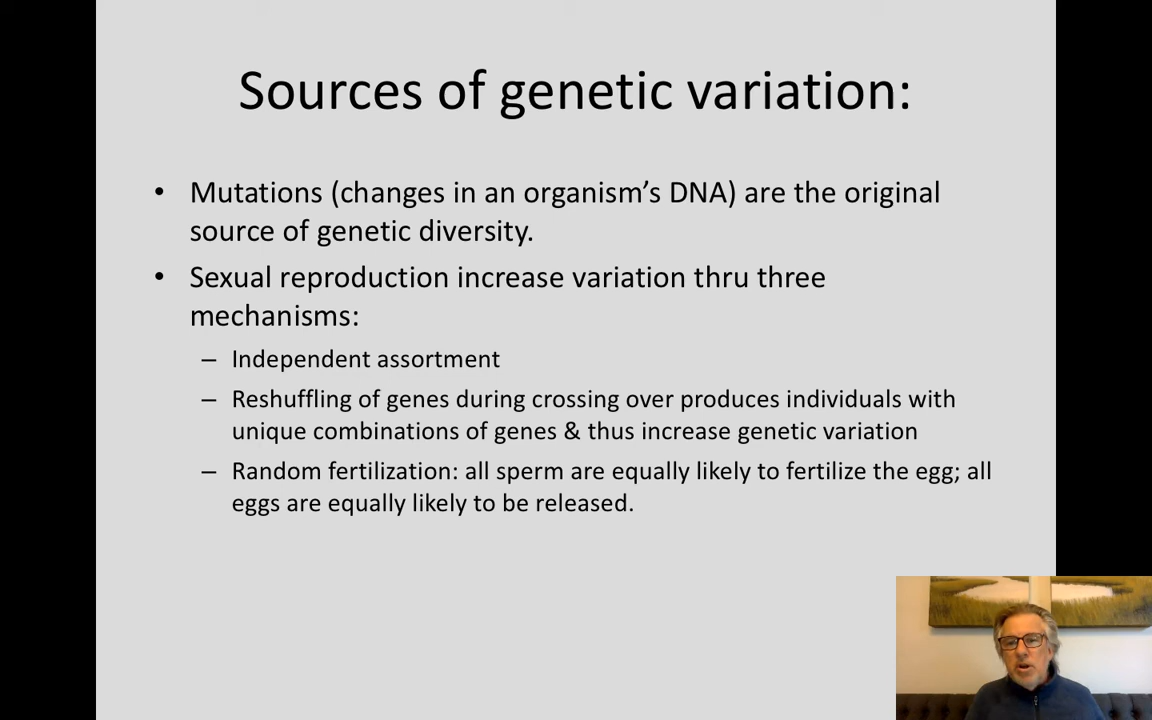 Sources of genetic variation:
• Mutations (changes in an organism’s DNA) are the original
source of genetic diversity.
• Sexual reproduction increase variation thru three
mechanisms:
– Independent assortment
– Reshuffling of genes during crossing over produces individuals with
unique combinations of genes & thus increase genetic variation
– Random fertilization: all sperm are equally likely to fertilize the egg; all
eggs are equally likely to be released.